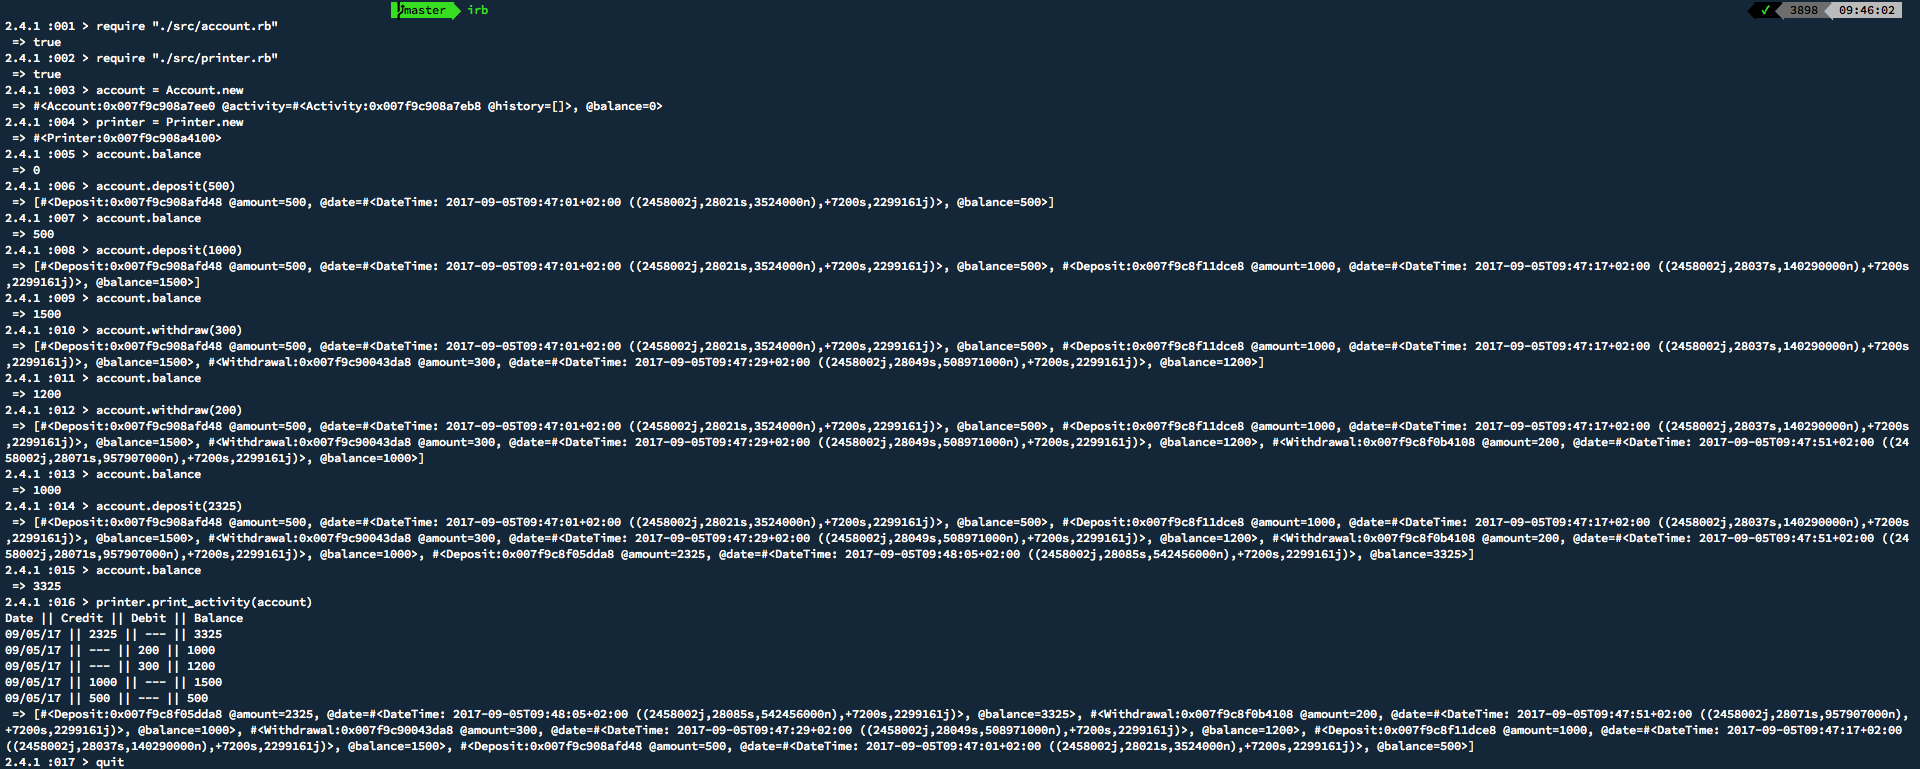 master irb ✓ 3898 09:46:02
2.4.1 :001 > require "./src/account.rb"
 => true
2.4.1 :002 > require "./src/printer.rb"
 => true
2.4.1 :003 > account = Account.new
 => #<Account:0x007f9c908a7ee0 @activity=#<Activity:0x007f9c908a7eb8 @history=[]>, @balance=0>
2.4.1 :004 > printer = Printer.new
 => #<Printer:0x007f9c908a4100>
2.4.1 :005 > account.balance
 => 0
2.4.1 :006 > account.deposit(500)
 => [#<Deposit:0x007f9c908afd48 @amount=500, @date=#<DateTime: 2017-09-05T09:47:01+02:00 ((2458002j,28021s,3524000n),+7200s,2299161j)>, @balance=500>]
2.4.1 :007 > account.balance
 => 500
2.4.1 :008 > account.deposit(1000)
 => [#<Deposit:0x007f9c908afd48 @amount=500, @date=#<DateTime: 2017-09-05T09:47:01+02:00 ((2458002j,28021s,3524000n),+7200s,2299161j)>, @balance=500>, #<Deposit:0x007f9c8f11dce8 @amount=1000, @date=#<DateTime: 2017-09-05T09:47:17+02:00 ((2458002j,28037s,140290000n),+7200s
,2299161j)>, @balance=1500>]
2.4.1 :009 > account.balance
 => 1500
2.4.1 :010 > account.withdraw(300)
 => [#<Deposit:0x007f9c908afd48 @amount=500, @date=#<DateTime: 2017-09-05T09:47:01+02:00 ((2458002j,28021s,3524000n),+7200s,2299161j)>, @balance=500>, #<Deposit:0x007f9c8f11dce8 @amount=1000, @date=#<DateTime: 2017-09-05T09:47:17+02:00 ((2458002j,28037s,140290000n),+7200s
,2299161j)>, @balance=1500>, #<Withdrawal:0x007f9c90043da8 @amount=300, @date=#<DateTime: 2017-09-05T09:47:29+02:00 ((2458002j,28049s,508971000n),+7200s,2299161j)>, @balance=1200>]
2.4.1 :011 > account.balance
 => 1200
2.4.1 :012 > account.withdraw(200)
 => [#<Deposit:0x007f9c908afd48 @amount=500, @date=#<DateTime: 2017-09-05T09:47:01+02:00 ((2458002j,28021s,3524000n),+7200s,2299161j)>, @balance=500>, #<Deposit:0x007f9c8f11dce8 @amount=1000, @date=#<DateTime: 2017-09-05T09:47:17+02:00 ((2458002j,28037s,140290000n),+7200s
,2299161j)>, @balance=1500>, #<Withdrawal:0x007f9c90043da8 @amount=300, @date=#<DateTime: 2017-09-05T09:47:29+02:00 ((2458002j,28049s,508971000n),+7200s,2299161j)>, @balance=1200>, #<Withdrawal:0x007f9c8f0b4108 @amount=200, @date=#<DateTime: 2017-09-05T09:47:51+02:00 ((24
58002j,28071s,957907000n),+7200s,2299161j)>, @balance=1000>]
2.4.1 :013 > account.balance
 => 1000
2.4.1 :014 > account.deposit(2325)
 => [#<Deposit:0x007f9c908afd48 @amount=500, @date=#<DateTime: 2017-09-05T09:47:01+02:00 ((2458002j,28021s,3524000n),+7200s,2299161j)>, @balance=500>, #<Deposit:0x007f9c8f11dce8 @amount=1000, @date=#<DateTime: 2017-09-05T09:47:17+02:00 ((2458002j,28037s,140290000n),+7200s
,2299161j)>, @balance=1500>, #<Withdrawal:0x007f9c90043da8 @amount=300, @date=#<DateTime: 2017-09-05T09:47:29+02:00 ((2458002j,28049s,508971000n),+7200s,2299161j)>, @balance=1200>, #<Withdrawal:0x007f9c8f0b4108 @amount=200, @date=#<DateTime: 2017-09-05T09:47:51+02:00 ((24
58002j,28071s,957907000n),+7200s,2299161j)>, @balance=1000>, #<Deposit:0x007f9c8f05dda8 @amount=2325, @date=#<DateTime: 2017-09-05T09:48:05+02:00 ((2458002j,28085s,542456000n),+7200s,2299161j)>, @balance=3325>]
2.4.1 :015 > account.balance
 => 3325
2.4.1 :016 > printer.print_activity(account)
Date || Credit || Debit || Balance
09/05/17 || 2325 || --- || 3325
09/05/17 || --- || 200 || 1000
09/05/17 || --- || 300 || 1200
09/05/17 || 1000 || --- || 1500
09/05/17 || 500 || --- || 500
 => [#<Deposit:0x007f9c8f05dda8 @amount=2325, @date=#<DateTime: 2017-09-05T09:48:05+02:00 ((2458002j,28085s,542456000n),+7200s,2299161j)>, @balance=3325>, #<Withdrawal:0x007f9c8f0b4108 @amount=200, @date=#<DateTime: 2017-09-05T09:47:51+02:00 ((2458002j,28071s,957907000n),
+7200s,2299161j)>, @balance=1000>, #<Withdrawal:0x007f9c90043da8 @amount=300, @date=#<DateTime: 2017-09-05T09:47:29+02:00 ((2458002j,28049s,508971000n),+7200s,2299161j)>, @balance=1200>, #<Deposit:0x007f9c8f11dce8 @amount=1000, @date=#<DateTime: 2017-09-05T09:47:17+02:00
((2458002j,28037s,140290000n),+7200s,2299161j)>, @balance=1500>, #<Deposit:0x007f9c908afd48 @amount=500, @date=#<DateTime: 2017-09-05T09:47:01+02:00 ((2458002j,28021s,3524000n),+7200s,2299161j)>, @balance=500>]
2.4.1 :017 > quit